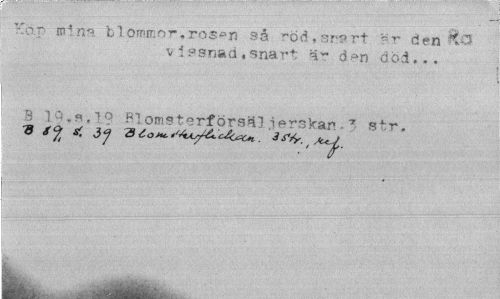 Köp mina blommor,rosen så röd,snart är den Ra
vissnad,snart är den död...
B 19.s.19 Blomsterförsäljerskan.3 str.
B 89, s. 39 Blomsterflickan. 3 str., ref.